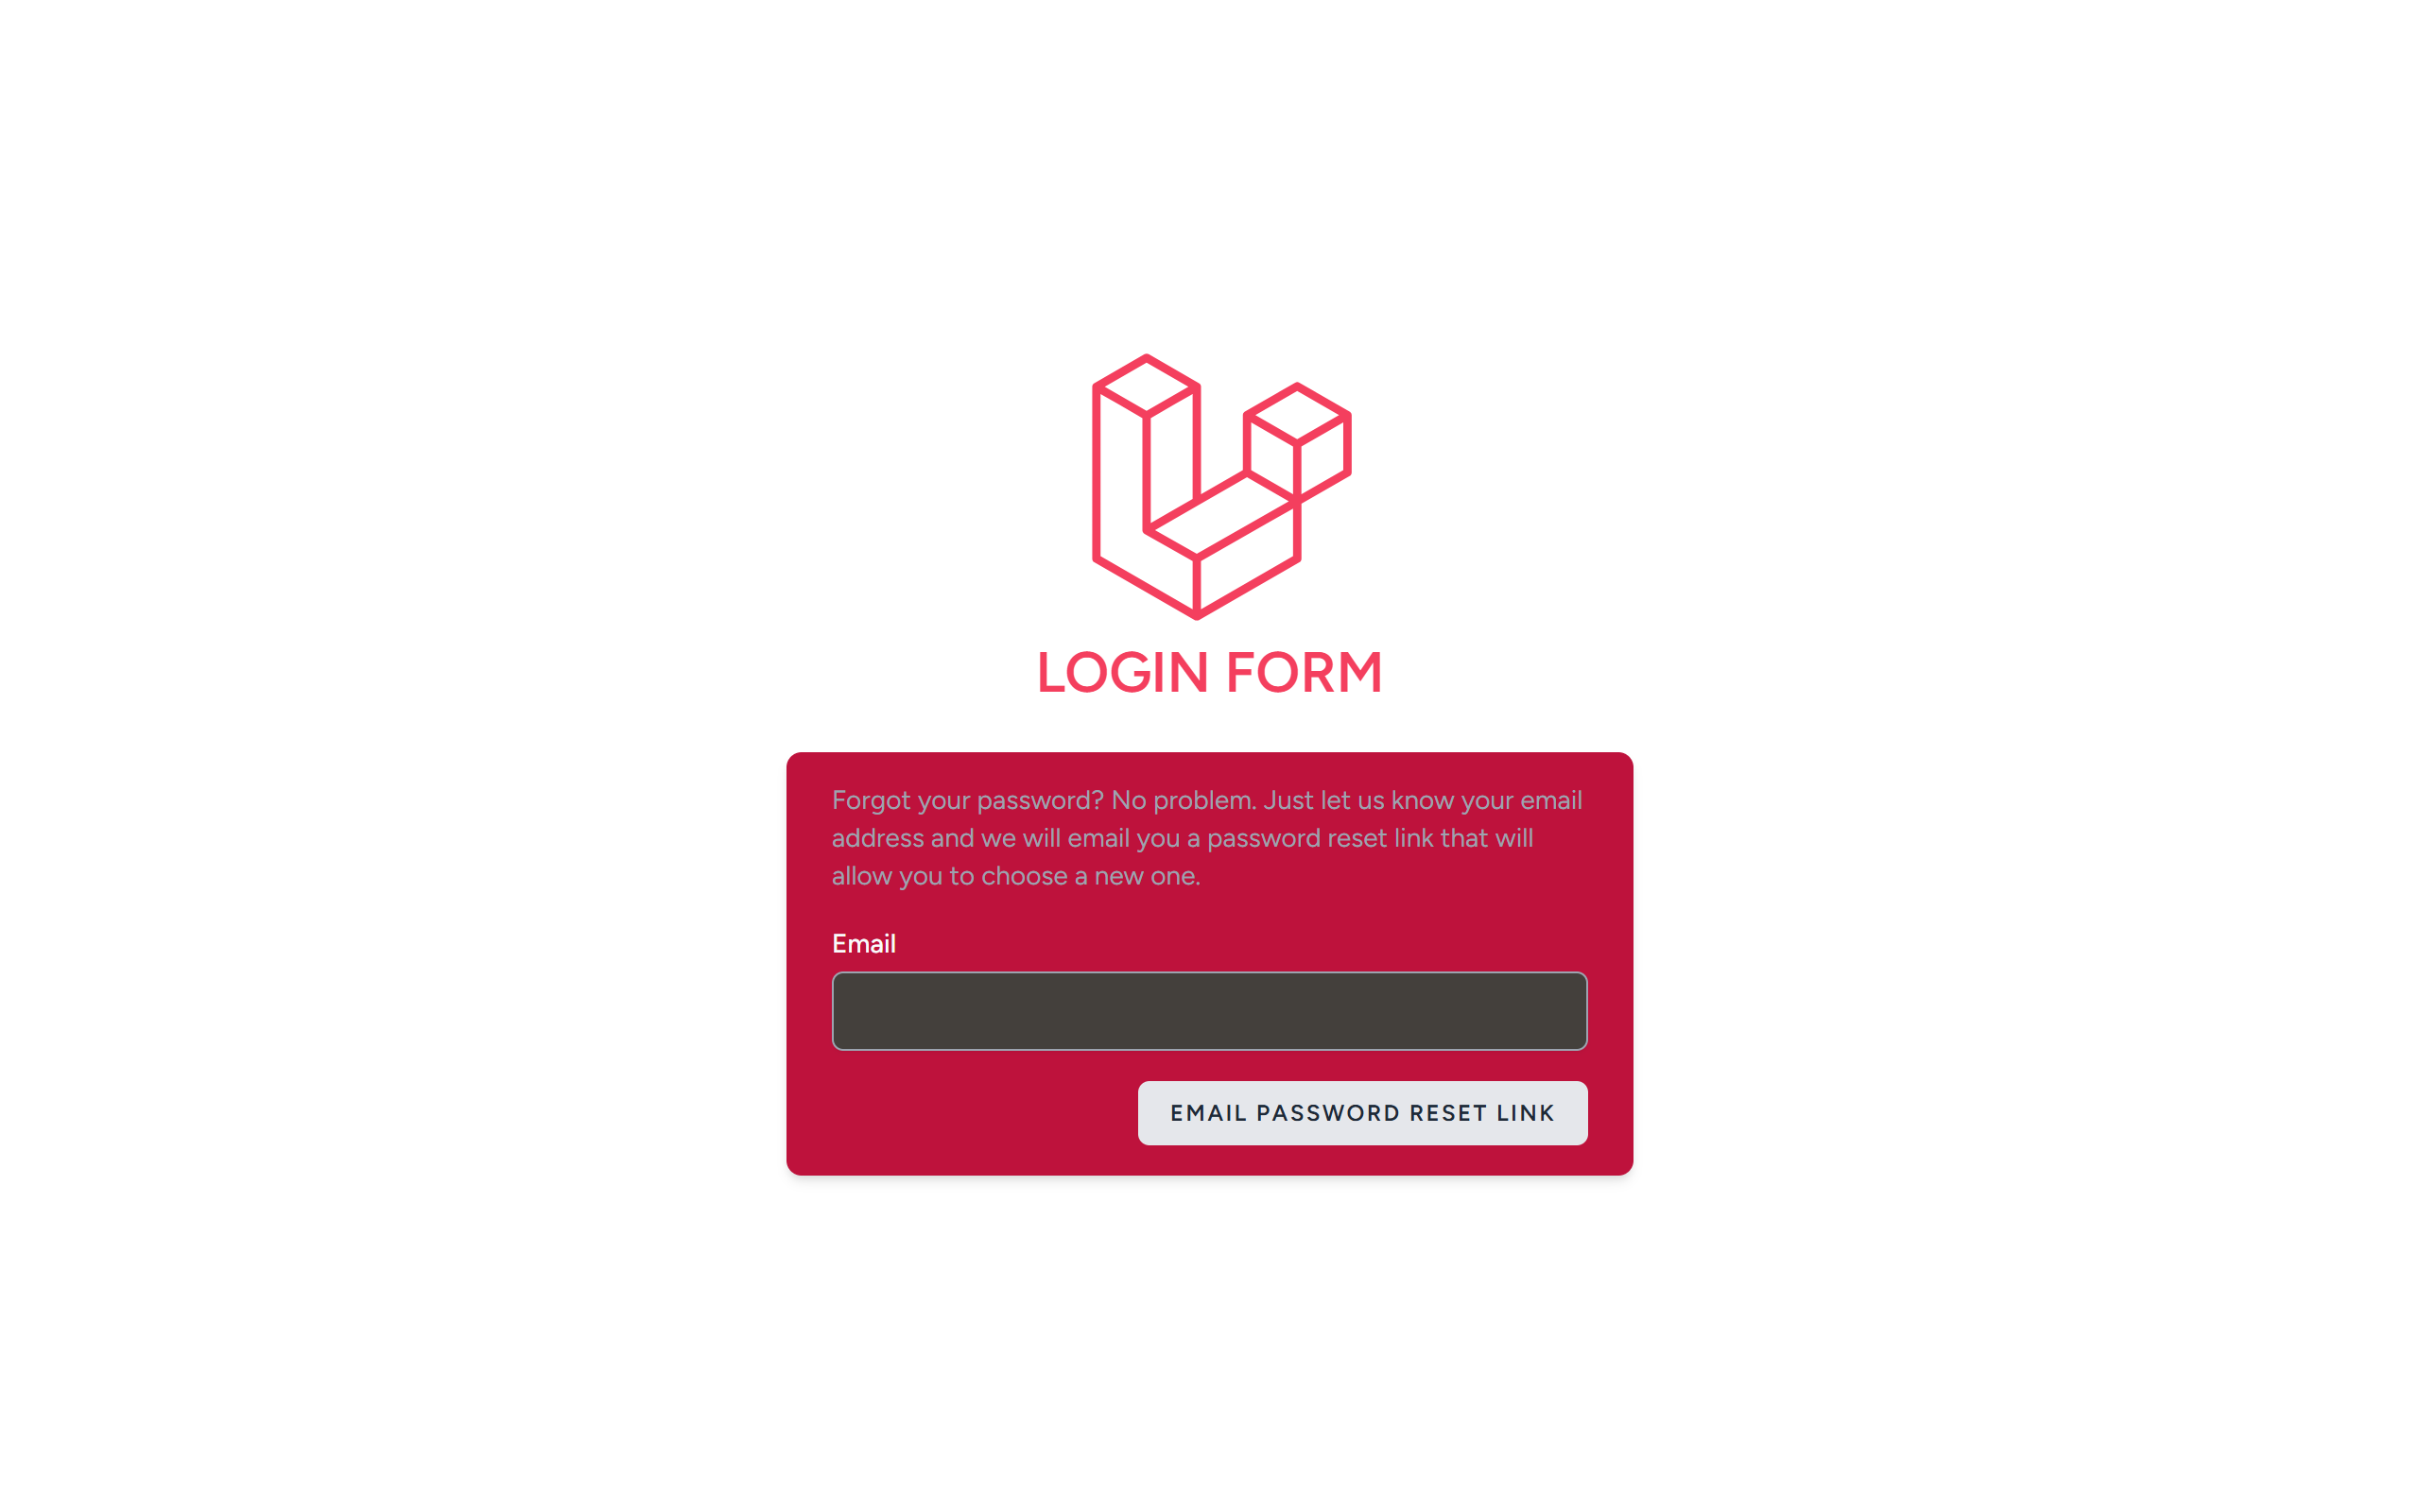 LOGIN FORM
Forgot your password? No problem. Just let us know your email
address and we will email you a password reset link that will
allow you to choose a new one.
Email
EMAIL PASSWORD RESET LINK